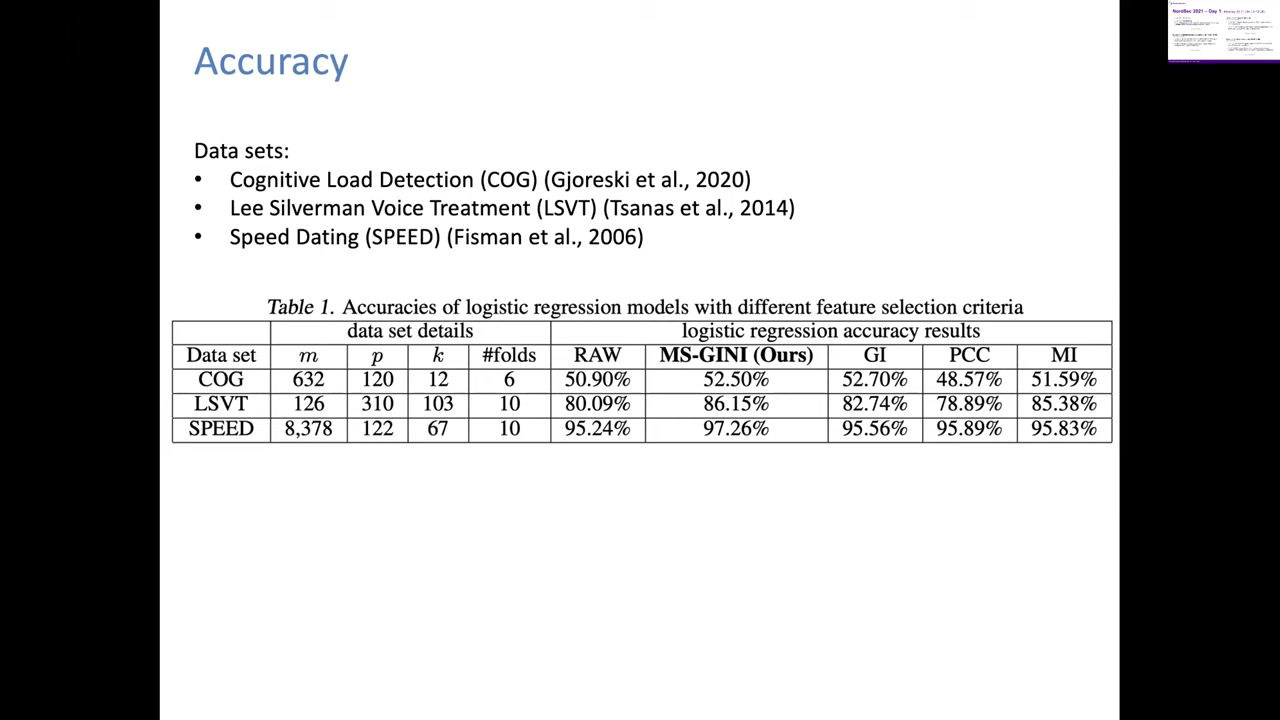 Accuracy
NordSec 2021 – Day 1
Data sets:
• Cognitive Load Detection (COG) (Gjoreski et al., 2020)
• Lee Silverman Voice Treatment (LSVT) (Tsanas et al., 2014)
• Speed Dating (SPEED) (Fisman et al., 2006)
Table 1. Accuracies of logistic regression models with different feature selection criteria
data set details logistic regression accuracy results
Data set m p k #folds RAW MS-GINI (Ours) GI PCC MI
COG 632 120 12 6 50.90% 52.50% 52.70% 48.57% 51.59%
LSVT 126 310 103 10 80.09% 86.15% 82.74% 78.89% 85.38%
SPEED 8,378 122 67 10 95.24% 97.26% 95.56% 95.89% 95.83%